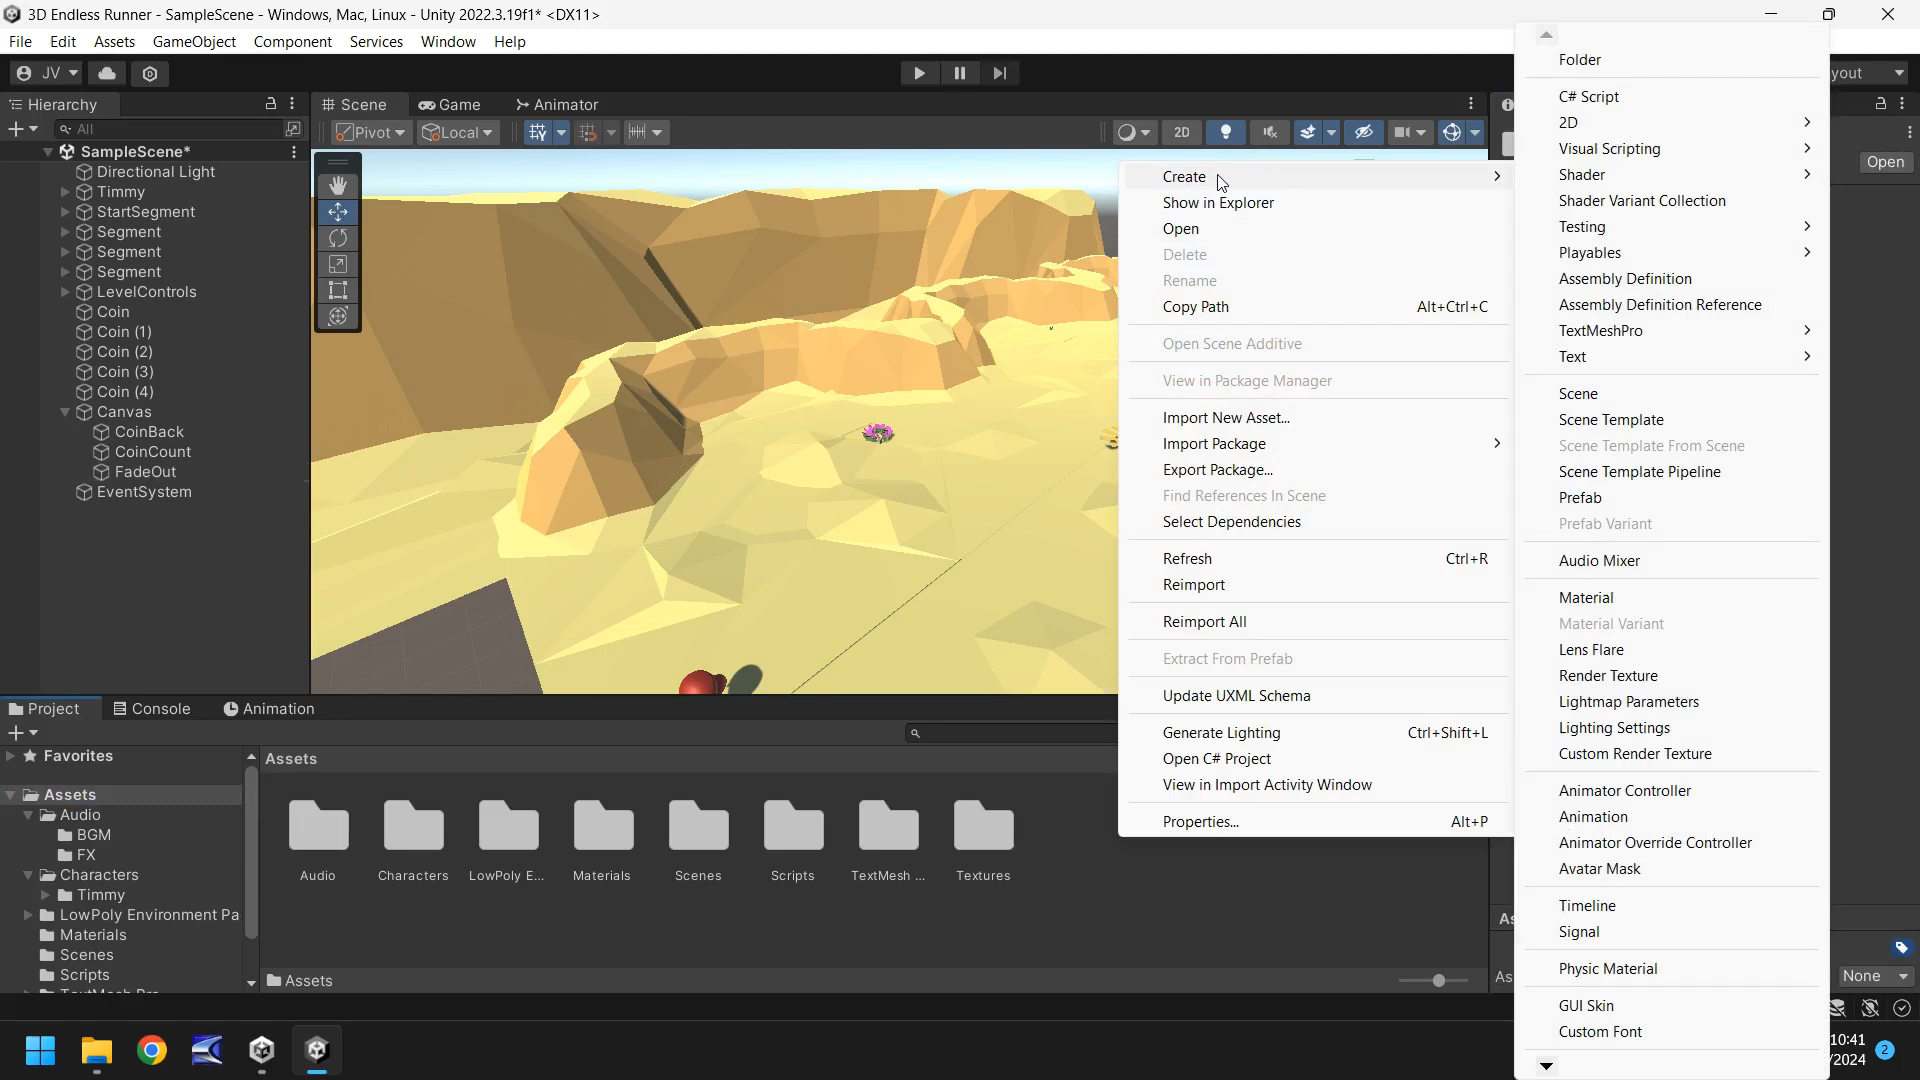 3D Endless Runner - SampleScene - Windows, Mac, Linux - Unity 2022.3.19f1* <DX11>
File Edit Assets GameObject Component Services Window Help
JV
yout
Hierarchy
Scene
Game
Animator
All
Pivot
Local
2D
Open
SampleScene*
Directional Light
Timmy
StartSegment
Segment
Segment
Segment
LevelControls
Coin
Coin (1)
Coin (2)
Coin (3)
Coin (4)
Canvas
CoinBack
CoinCount
FadeOut
EventSystem
Create
Show in Explorer
Open
Delete
Rename
Copy Path Alt+Ctrl+C
Open Scene Additive
View in Package Manager
Import New Asset...
Import Package
Export Package...
Find References In Scene
Select Dependencies
Refresh Ctrl+R
Reimport
Reimport All
Extract From Prefab
Update UXML Schema
Generate Lighting Ctrl+Shift+L
Open C# Project
View in Import Activity Window
Properties... Alt+P
Folder
C# Script
2D
Visual Scripting
Shader
Shader Variant Collection
Testing
Playables
Assembly Definition
Assembly Definition Reference
TextMeshPro
Text
Scene
Scene Template
Scene Template From Scene
Scene Template Pipeline
Prefab
Prefab Variant
Audio Mixer
Material
Material Variant
Lens Flare
Render Texture
Lightmap Parameters
Lighting Settings
Custom Render Texture
Animator Controller
Animation
Animator Override Controller
Avatar Mask
Timeline
Signal
Physic Material
GUI Skin
Custom Font
Project
Console
Animation
Favorites
Assets
Audio
BGM
FX
Characters
Timmy
LowPoly Environment Pa
Materials
Scenes
Scripts
Assets
Audio
Characters
LowPoly E...
Materials
Scenes
Scripts
TextMesh ...
Textures
Assets
As
As
None
10:41
/2024
2